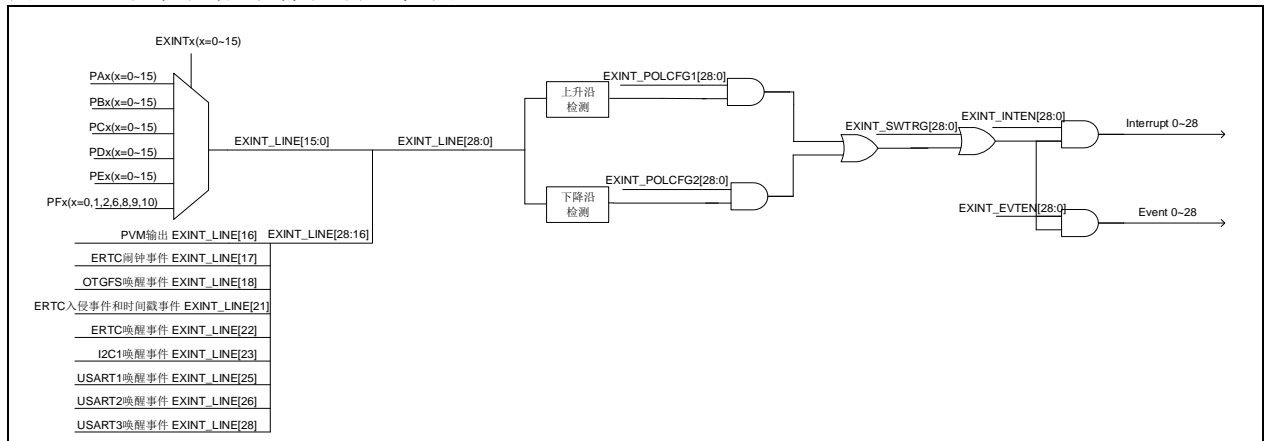 EXINTx(x=0~15)
PAx(x=0~15)
PBx(x=0~15)
PCx(x=0~15)
PDx(x=0~15)
PEx(x=0~15)
PFx(x=0,1,2,6,8,9,10)
EXINT_LINE[15:0]
EXINT_LINE[28:0]
PVM输出 EXINT_LINE[16]
EXINT_LINE[28:16]
ERTC闹钟事件 EXINT_LINE[17]
OTGFS唤醒事件 EXINT_LINE[18]
ERTC入侵事件和时间戳事件 EXINT_LINE[21]
ERTC唤醒事件 EXINT_LINE[22]
I2C1唤醒事件 EXINT_LINE[23]
USART1唤醒事件 EXINT_LINE[25]
USART2唤醒事件 EXINT_LINE[26]
USART3唤醒事件 EXINT_LINE[28]
上升沿
检测
下降沿
检测
EXINT_POLCFG1[28:0]
EXINT_POLCFG2[28:0]
EXINT_SWTRG[28:0]
EXINT_INTEN[28:0]
EXINT_EVTEN[28:0]
Interrupt 0~28
Event 0~28